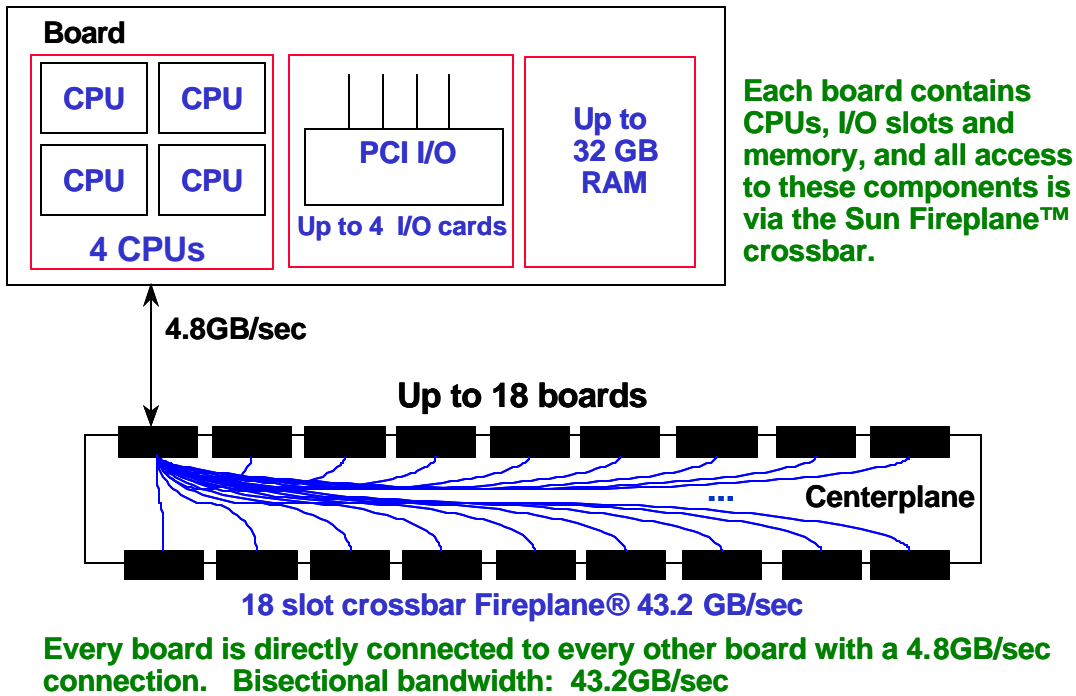 Board
CPU CPU
CPU CPU
4 CPUs
PCI I/O
Up to 4 I/O cards
Up to
32 GB
RAM
Each board contains
CPUs, I/O slots and
memory, and all access
to these components is
via the Sun Fireplane™
crossbar.
4.8GB/sec
Up to 18 boards
...
Centerplane
18 slot crossbar Fireplane® 43.2 GB/sec
Every board is directly connected to every other board with a 4.8GB/sec
connection. Bisectional bandwidth: 43.2GB/sec